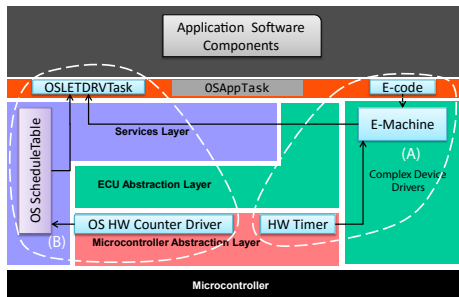 Application Software
Components
OSLETDRVTask
OSAppTask
E-code
Services Layer
E-Machine
(A)
OS ScheduleTable
ECU Abstraction Layer
Complex Device
Drivers
OS HW Counter Driver
HW Timer
(B)
Microcontroller Abstraction Layer
Microcontroller